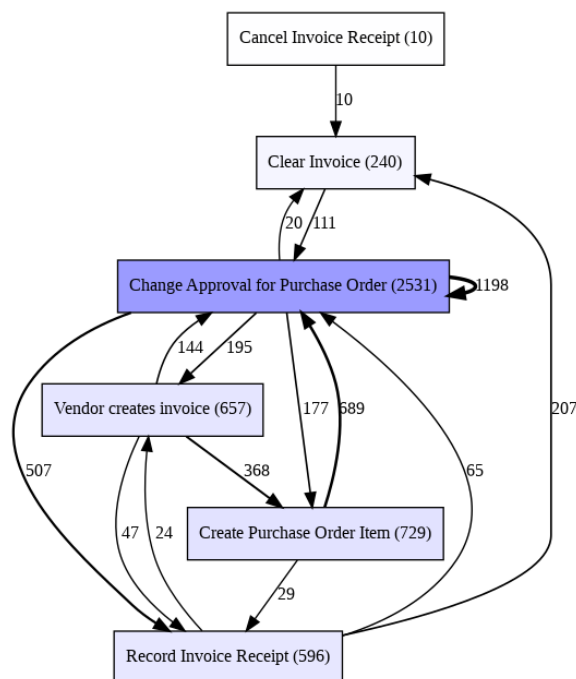 Cancel Invoice Receipt (10)
10
Clear Invoice (240)
20
111
Change Approval for Purchase Order (2531)
1198
144
195
Vendor creates invoice (657)
177
689
207
507
368
65
47
24
Create Purchase Order Item (729)
29
Record Invoice Receipt (596)